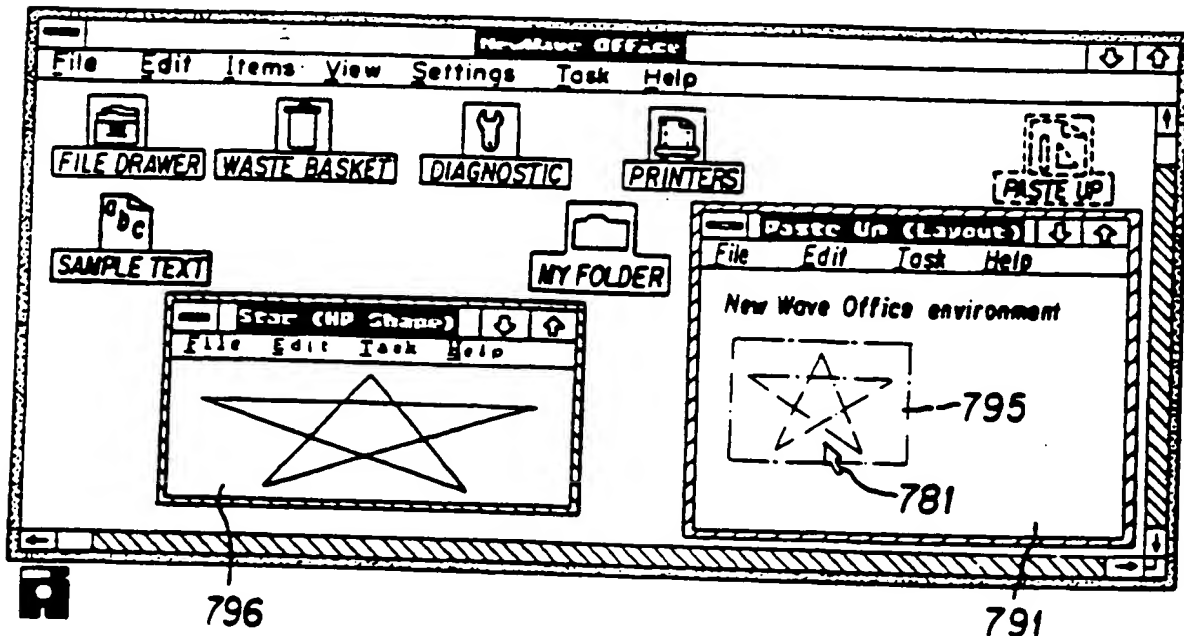 NewWave Office
File Edit Items View Settings Task Help
FILE DRAWER WASTE BASKET DIAGNOSTIC PRINTERS PASTE UP
SAMPLE TEXT MY FOLDER
abc
Paste Up (Layout)
File Edit Task Help
New Wave Office environment
795
781
Star (HP Shape)
File Edit Task Help
796 791